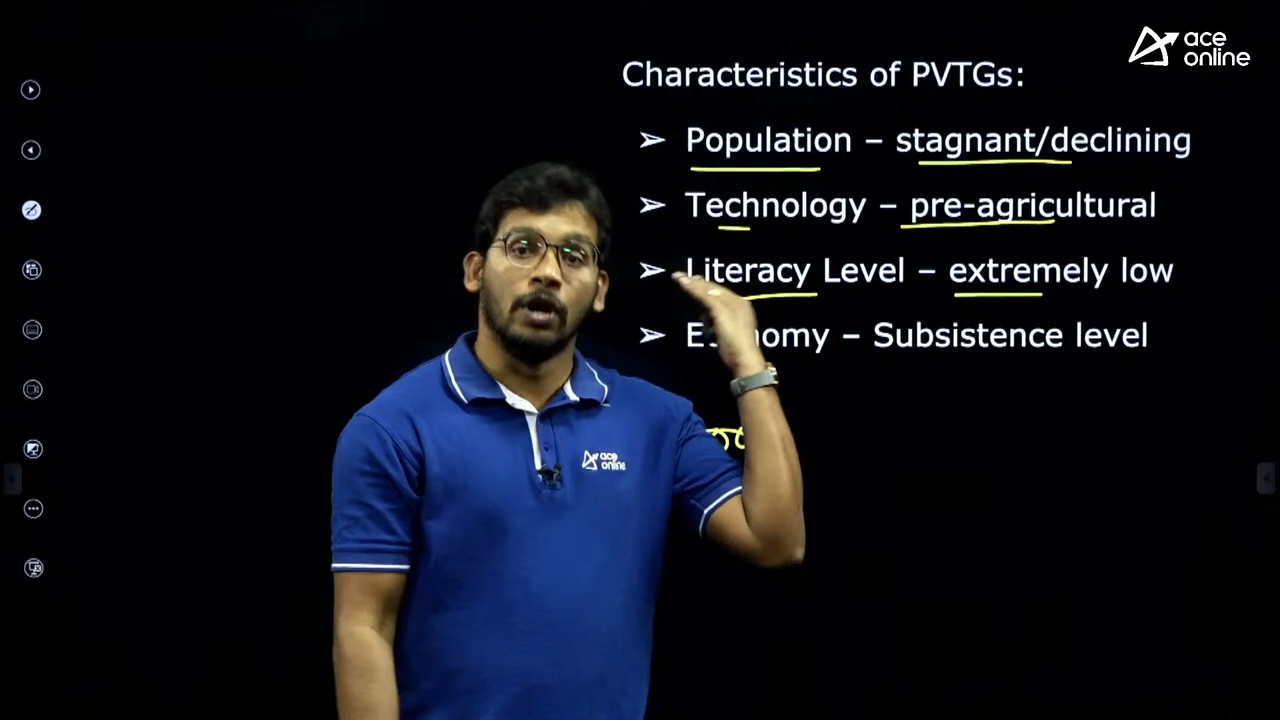 ace
online
Characteristics of PVTGs:
➢ Population – stagnant/declining
➢ Technology – pre-agricultural
➢ Literacy Level – extremely low
➢ – Subsistence level
ace
online